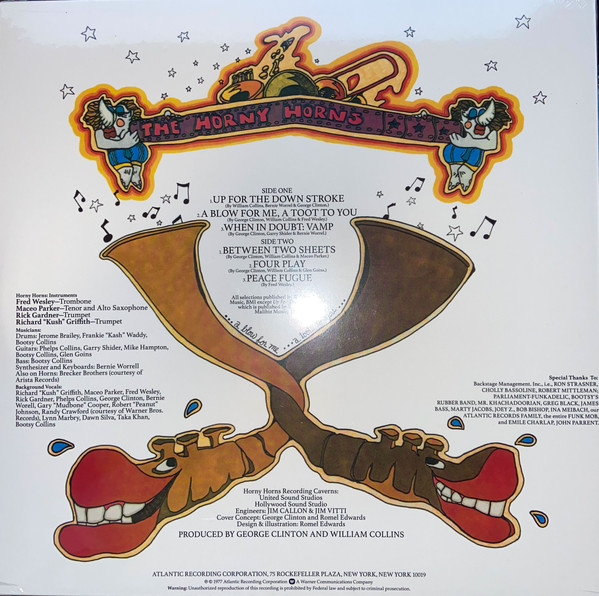 THE HORNY HORNS
SIDE ONE
1. UP FOR THE DOWN STROKE
(By William Collins, Bernie Worrell & George Clinton.)
2. A BLOW FOR ME, A TOOT TO YOU
(By George Clinton, William Collins & Fred Wesley.)
3. WHEN IN DOUBT: VAMP
(By George Clinton, Garry Shider & Bernie Worrel.)
SIDE TWO
1. BETWEEN TWO SHEETS
(By George Clinton, William Collins & Maceo Parker.)
2. FOUR PLAY
(By George Clinton, William Collins & Glen Goins.)
3. PEACE FUGUE
(By Fred Wesley.)
All selections published by
Music, BMI except Up For
Malibiz Music,
...a blow for me
Horny Horns: Instruments
Fred Wesley—Trombone
Maceo Parker—Tenor and Alto Saxophone
Rick Gardner—Trumpet
Richard "Kush" Griffith—Trumpet
Musicians:
Drums: Jerome Brailey, Frankie "Kash" Waddy,
Bootsy Collins
Guitars: Phelps Collins, Garry Shider, Mike Hampton,
Bootsy Collins, Glen Goins
Bass: Bootsy Collins
Synthesizer and Keyboards: Bernie Worrell
Also on Horns: Brecker Brothers (courtesy of
Arista Records)
Background Vocals:
Richard "Kush" Griffith, Maceo Parker, Fred Wesley,
Rick Gardner, Phelps Collins, George Clinton, Bernie
Worrel, Gary "Mudbone" Cooper, Robert "Peanut"
Johnson, Randy Crawford (courtesy of Warner Bros.
Records), Lynn Marbry, Dawn Silva, Taka Khan,
Bootsy Collins
Special Thanks To:
Backstage Management. Inc., i.e., RON STRASNER,
CHOLLY BASSOLINE, ROBERT MITTLEMAN;
PARLIAMENT-FUNKADELIC, BOOTSY'S
RUBBER BAND, MR. KHACHADOORIAN, GREG BLACK, JAMES
BASS, MARTY JACOBS, JOEY Z., BOB BISHOP, INA MEIBACH, our
ATLANTIC RECORDS FAMILY, the entire FUNK MOB,
and EMILE CHARLAP, JOHN PARRENT.
Horny Horns Recording Caverns:
United Sound Studios
Hollywood Sound Studio
Engineers: JIM CALLON & JIM VITTI
Cover Concept: George Clinton and Romel Edwards
Design & illustration: Romel Edwards
PRODUCED BY GEORGE CLINTON AND WILLIAM COLLINS
ATLANTIC RECORDING CORPORATION, 75 ROCKEFELLER PLAZA, NEW YORK, NEW YORK 10019
℗ © 1977 Atlantic Recording Corporation. A Warner Communications Company
Warning: Unauthorized reproduction of this recording is prohibited by Federal law and subject to criminal prosecution.